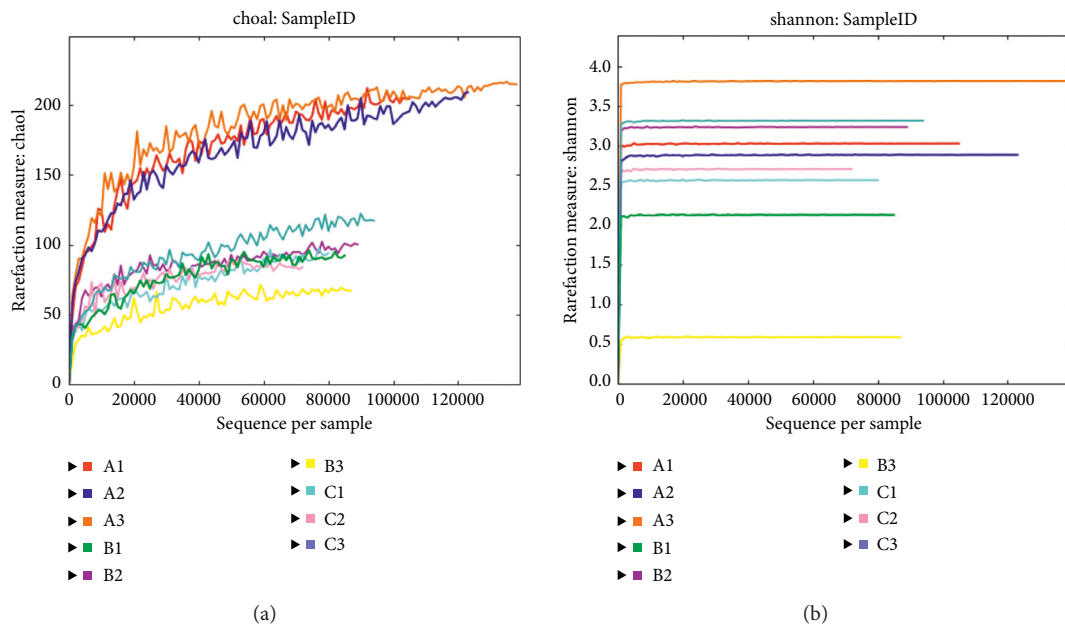 choal: SampleID
Rarefaction measure: chaol
200
150
100
50
0
0 20000 40000 60000 80000 100000 120000
Sequence per sample
A1
A2
A3
B1
B2
B3
C1
C2
C3
(a)
shannon: SampleID
Rarefaction measure: shannon
4.0
3.5
3.0
2.5
2.0
1.5
1.0
0.5
0.0
0 20000 40000 60000 80000 100000 120000
Sequence per sample
A1
A2
A3
B1
B2
B3
C1
C2
C3
(b)